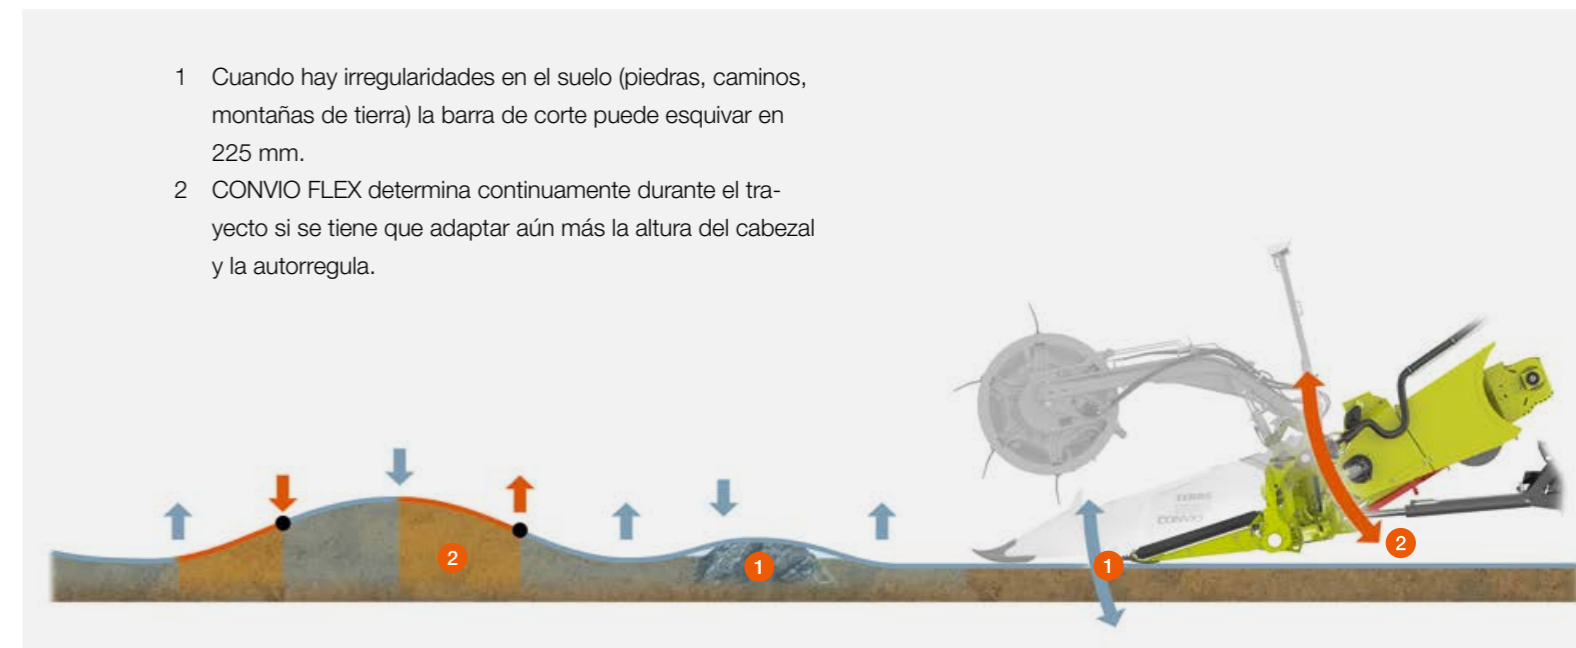 1 Cuando hay irregularidades en el suelo (piedras, caminos,
montañas de tierra) la barra de corte puede esquivar en
225 mm.
2 CONVIO FLEX determina continuamente durante el tra-
yecto si se tiene que adaptar aún más la altura del cabezal
y la autorregula.
CONVIO
2
2
1
1